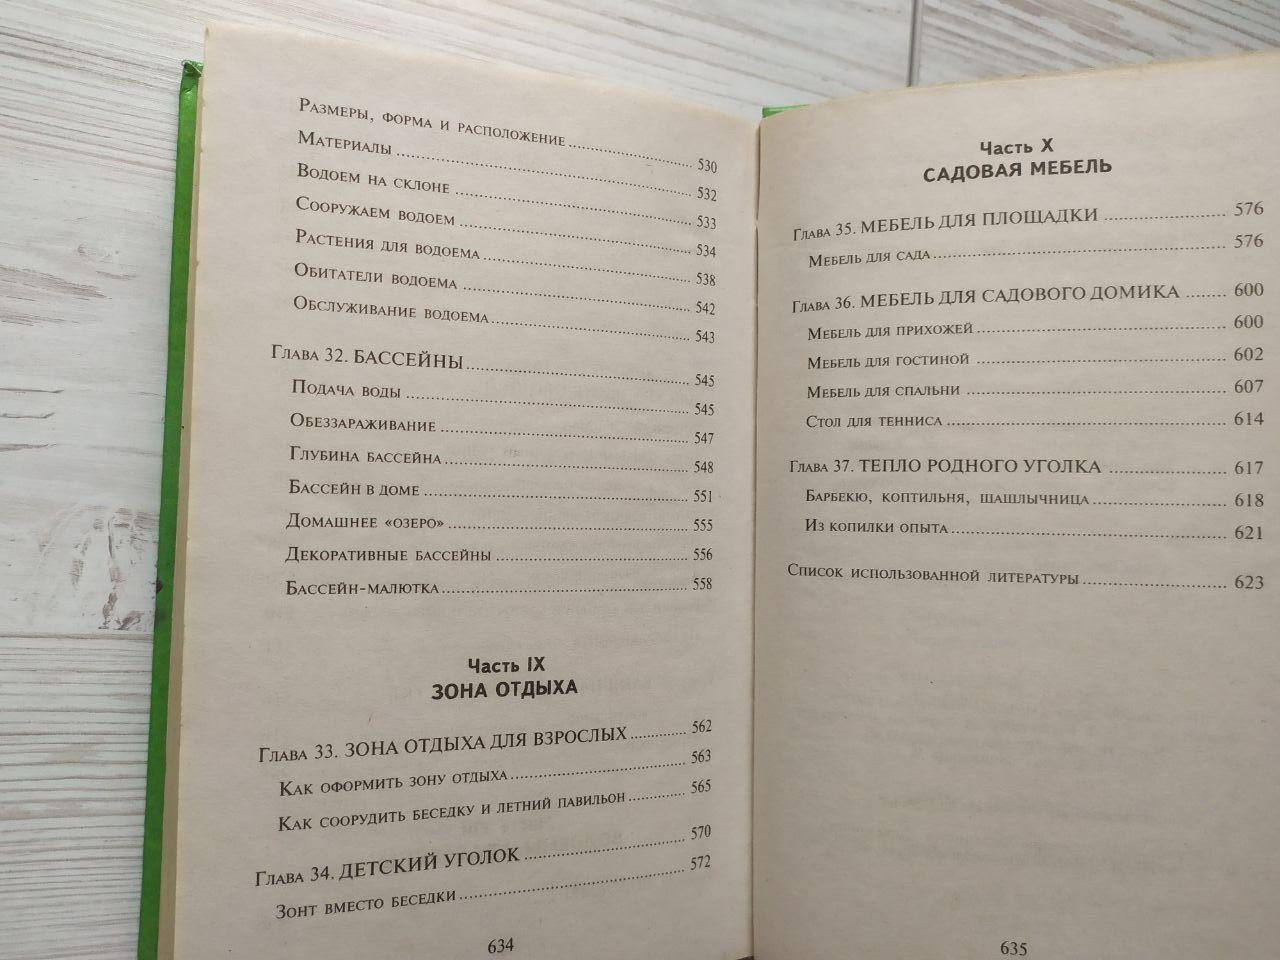 Размеры, форма и расположение ........ 530
Материалы ........ 532
Водоем на склоне ........ 533
Сооружаем водоем ........ 534
Растения для водоема ........ 538
Обитатели водоема ........ 542
Обслуживание водоема ........ 543
Глава 32. БАССЕЙНЫ ........ 545
Подача воды ........ 545
Обеззараживание ........ 547
Глубина бассейна ........ 548
Бассейн в доме ........ 551
Домашнее «озеро» ........ 555
Декоративные бассейны ........ 556
Бассейн-малютка ........ 558
Часть IX
ЗОНА ОТДЫХА
Глава 33. ЗОНА ОТДЫХА ДЛЯ ВЗРОСЛЫХ ........ 562
Как оформить зону отдыха ........ 563
Как соорудить беседку и летний павильон ........ 565
Глава 34. ДЕТСКИЙ УГОЛОК ........ 570
Зонт вместо беседки ........ 572
634
Часть X
САДОВАЯ МЕБЕЛЬ
Глава 35. МЕБЕЛЬ ДЛЯ ПЛОЩАДКИ ........ 576
Мебель для сада ........ 576
Глава 36. МЕБЕЛЬ ДЛЯ САДОВОГО ДОМИКА ........ 600
Мебель для прихожей ........ 600
Мебель для гостиной ........ 602
Мебель для спальни ........ 607
Стол для тенниса ........ 614
Глава 37. ТЕПЛО РОДНОГО УГОЛКА ........ 617
Барбекю, коптильня, шашлычница ........ 618
Из копилки опыта ........ 621
Список использованной литературы ........ 623
635